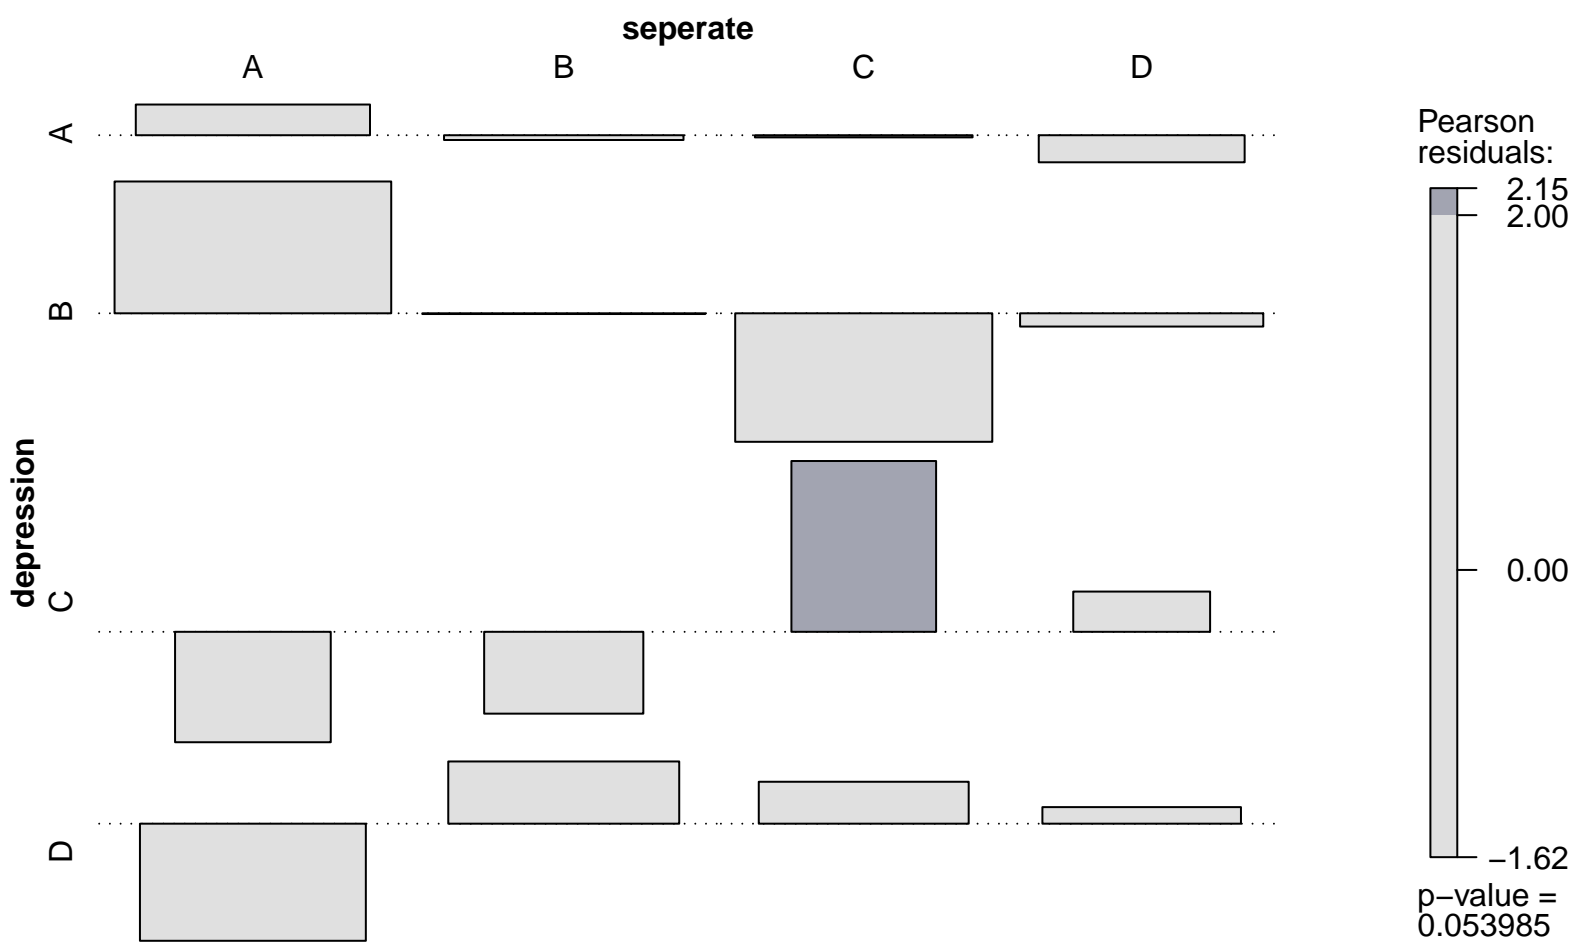 seperate
A B C D
A
B
C
D
depression
Pearson
residuals:
2.15
2.00
0.00
−1.62
p−value =
0.053985